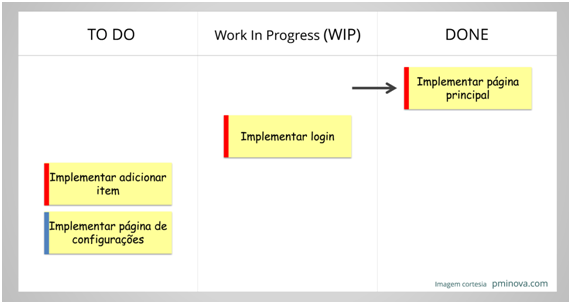 TO DO
Work In Progress (WIP)
DONE
Implementar página
principal
Implementar login
Implementar adicionar
item
Implementar página de
configurações
Imagem cortesia pminova.com